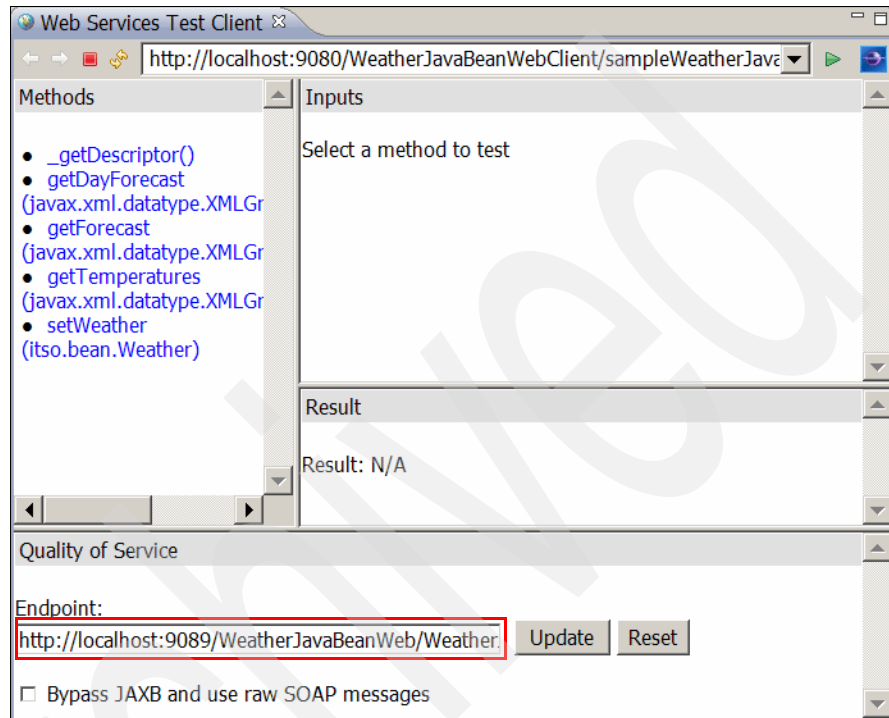 Web Services Test Client
http://localhost:9080/WeatherJavaBeanWebClient/sampleWeatherJava
Methods
_getDescriptor()
getDayForecast
(javax.xml.datatype.XMLGr
getForecast
(javax.xml.datatype.XMLGr
getTemperatures
(javax.xml.datatype.XMLGr
setWeather
(itso.bean.Weather)
Inputs
Select a method to test
Result
Result: N/A
Quality of Service
Endpoint:
http://localhost:9089/WeatherJavaBeanWeb/Weather. Update Reset
Bypass JAXB and use raw SOAP messages